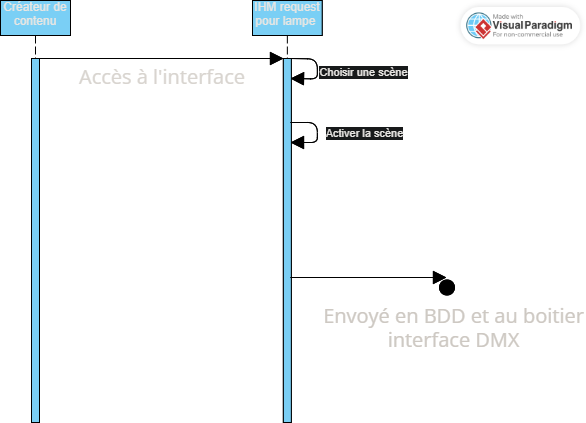 Créateur de
contenu
IHM request
pour lampe
Made with
Visual Paradigm
For non-commercial use
Accès à l'interface
Choisir une scène
Activer la scène
Envoyé en BDD et au boitier
interface DMX